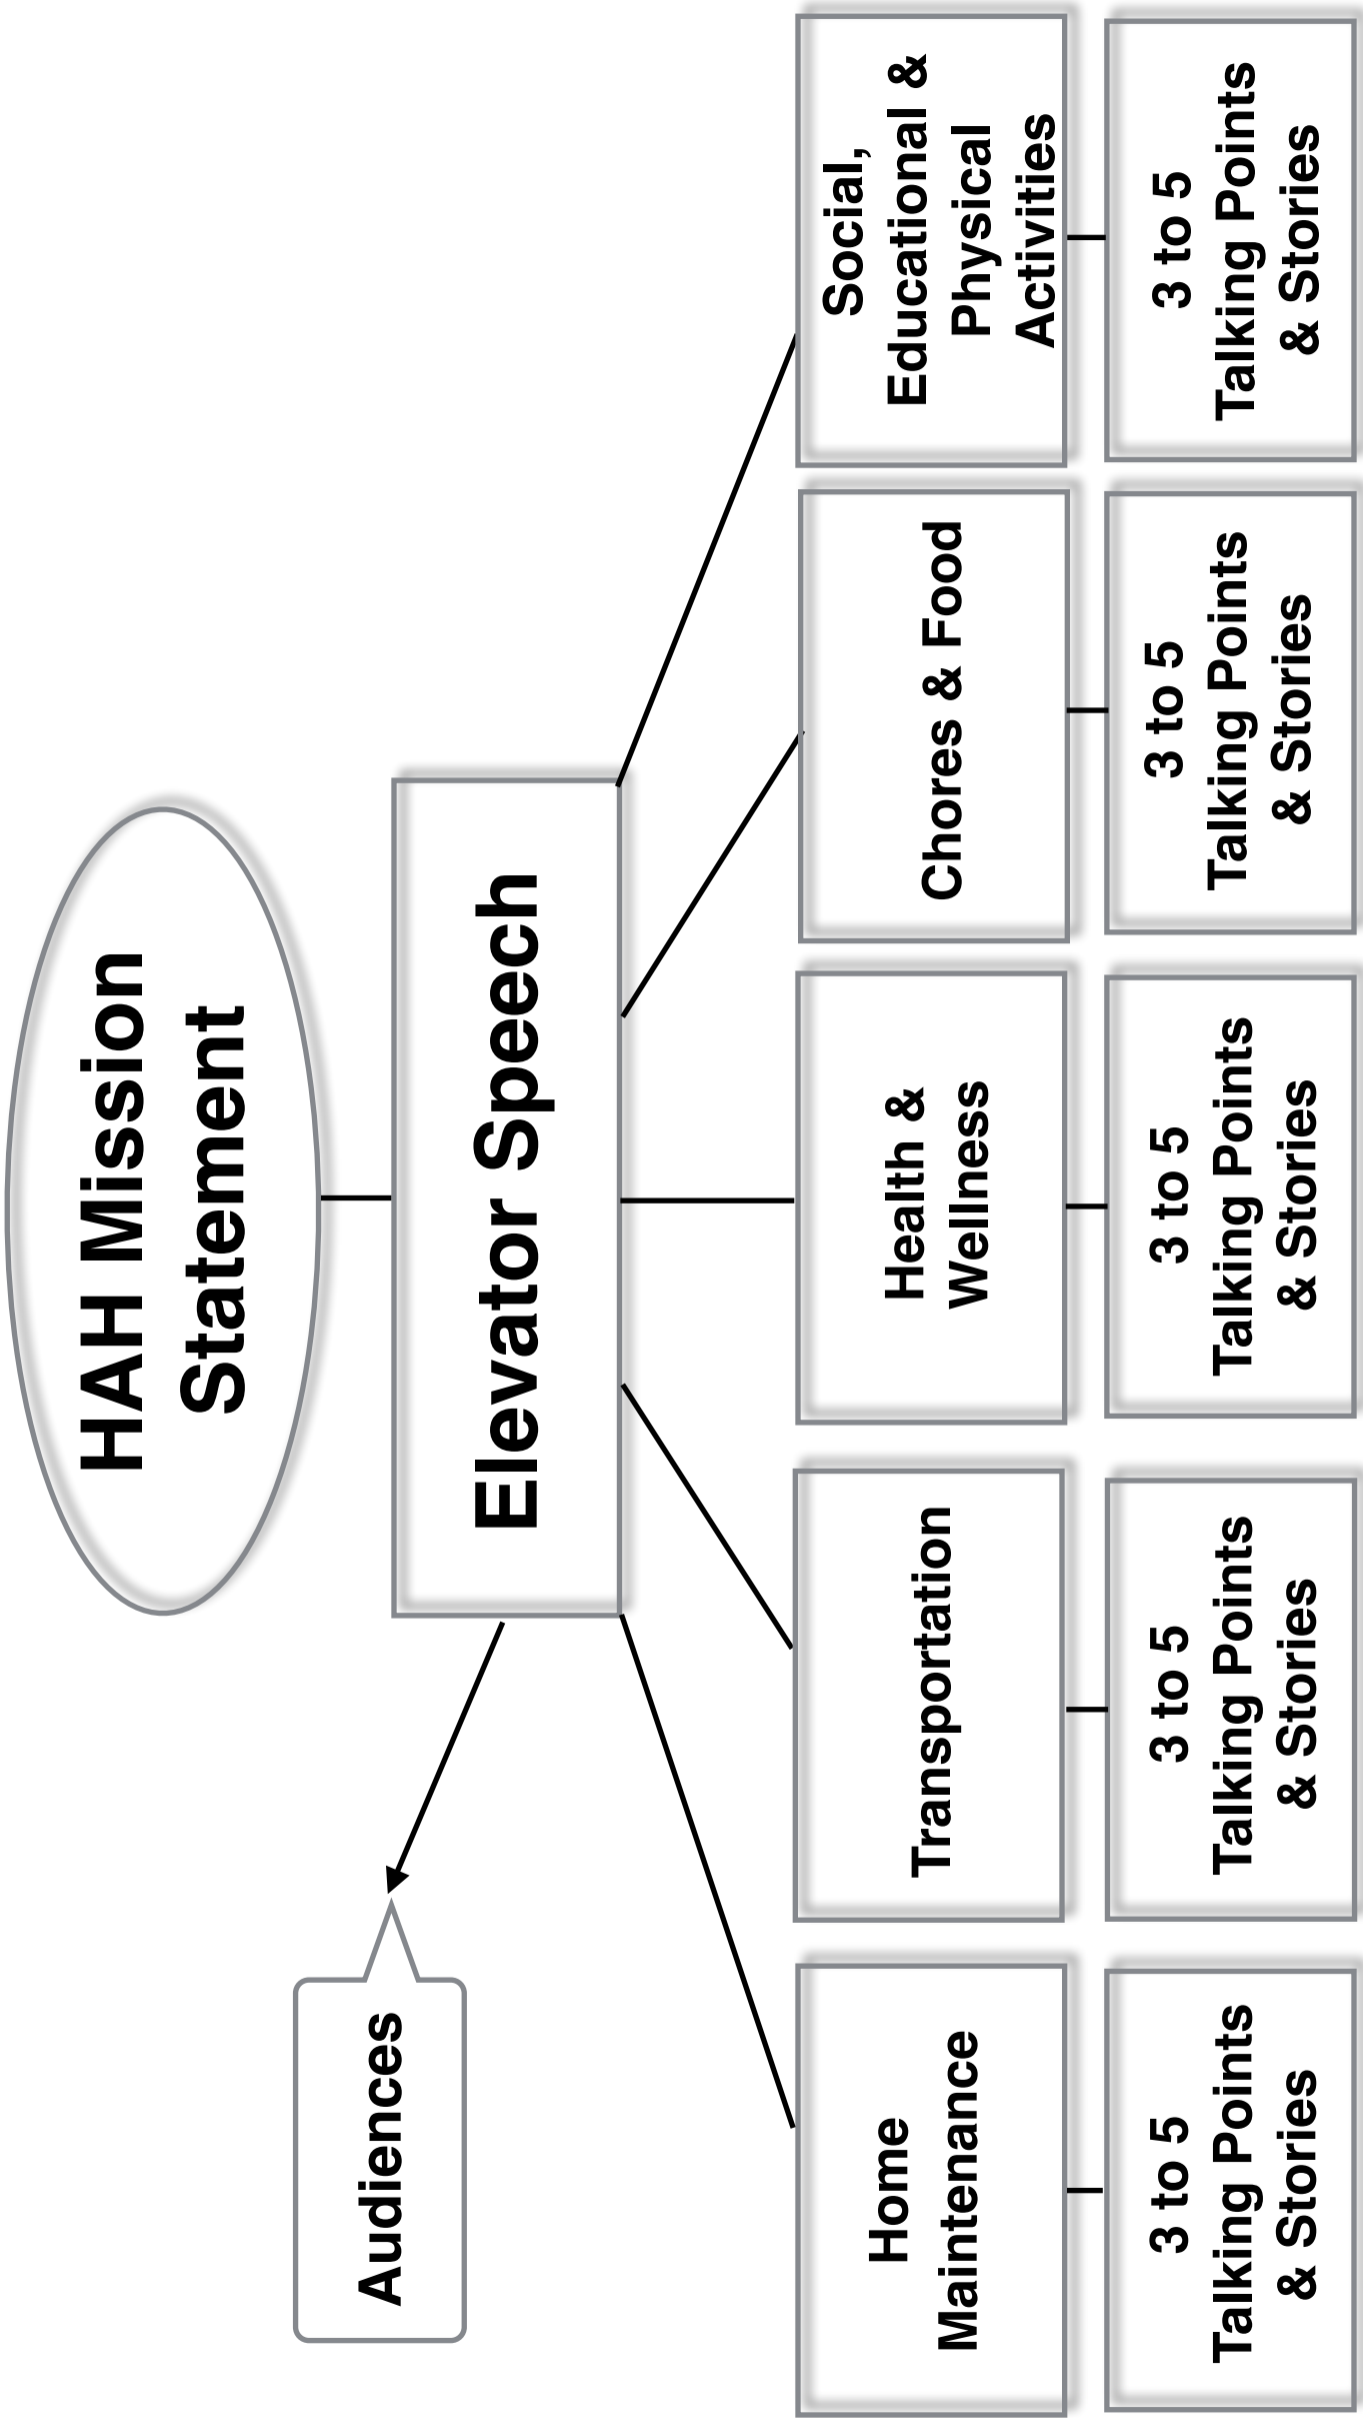 HAH Mission
Statement
Audiences
Elevator Speech
Home
Maintenance
Transportation
Health &
Wellness
Chores & Food
Social,
Educational &
Physical
Activities
3 to 5
Talking Points
& Stories
3 to 5
Talking Points
& Stories
3 to 5
Talking Points
& Stories
3 to 5
Talking Points
& Stories
3 to 5
Talking Points
& Stories